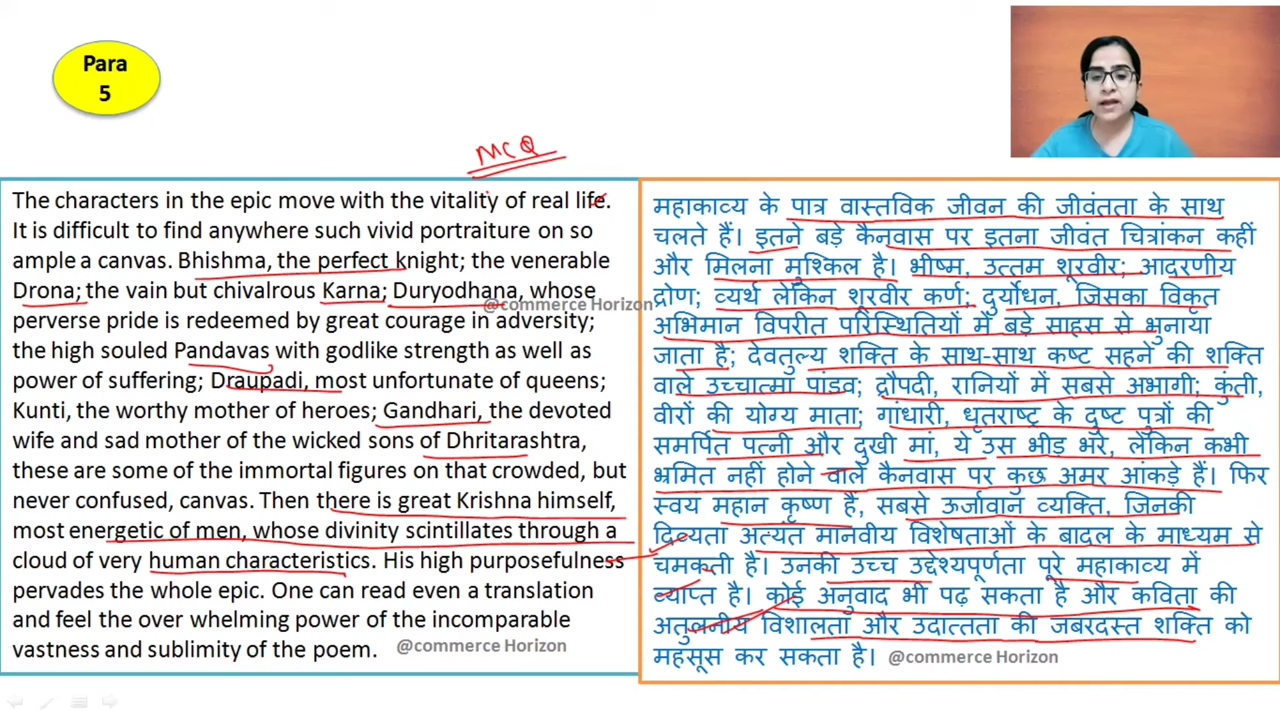 Para
5
MCQ
The characters in the epic move with the vitality of real life.
It is difficult to find anywhere such vivid portraiture on so
ample a canvas. Bhishma, the perfect knight; the venerable
Drona; the vain but chivalrous Karna; Duryodhana, whose
perverse pride is redeemed by great courage in adversity;
the high souled Pandavas with godlike strength as well as
power of suffering; Draupadi, most unfortunate of queens;
Kunti, the worthy mother of heroes; Gandhari, the devoted
wife and sad mother of the wicked sons of Dhritarashtra,
these are some of the immortal figures on that crowded, but
never confused, canvas. Then there is great Krishna himself,
most energetic of men, whose divinity scintillates through a
cloud of very human characteristics. His high purposefulness
pervades the whole epic. One can read even a translation
and feel the over whelming power of the incomparable
vastness and sublimity of the poem.
@commerce Horizon
@commerce Horizon
महाकाव्य के पात्र वास्तविक जीवन की जीवंतता के साथ
चलते हैं। इतने बड़े कैनवास पर इतना जीवंत चित्रांकन कहीं
और मिलना मुश्किल है। भीष्म, उत्तम शूरवीर; आदरणीय
द्रोण; व्यर्थ लेकिन शूरवीर कर्ण; दुर्योधन, जिसका विकृत
अभिमान विपरीत परिस्थितियों में बड़े साहस से भुनाया
जाता है; देवतुल्य शक्ति के साथ-साथ कष्ट सहने की शक्ति
वाले उच्चात्मा पांडव; द्रौपदी, रानियों में सबसे अभागी; कुंती,
वीरों की योग्य माता; गांधारी, धृतराष्ट्र के दुष्ट पुत्रों की
समर्पित पत्नी और दुखी मां, ये उस भीड़ भरे, लेकिन कभी
भ्रमित नहीं होने वाले कैनवास पर कुछ अमर आंकड़े हैं। फिर
स्वयं महान कृष्ण हैं, सबसे ऊर्जावान व्यक्ति, जिनकी
दिव्यता अत्यंत मानवीय विशेषताओं के बादल के माध्यम से
चमकती है। उनकी उच्च उद्देश्यपूर्णता पूरे महाकाव्य में
व्याप्त है। कोई अनुवाद भी पढ़ सकता है और कविता की
अतुलनीय विशालता और उदात्तता की जबरदस्त शक्ति को
महसूस कर सकता है।
@commerce Horizon